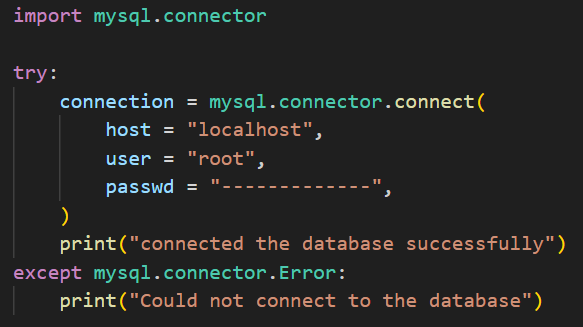 import mysql.connector

try:
    connection = mysql.connector.connect(
        host = "localhost",
        user = "root",
        passwd = "-------------",
    )
    print("connected the database successfully")
except mysql.connector.Error:
    print("Could not connect to the database")